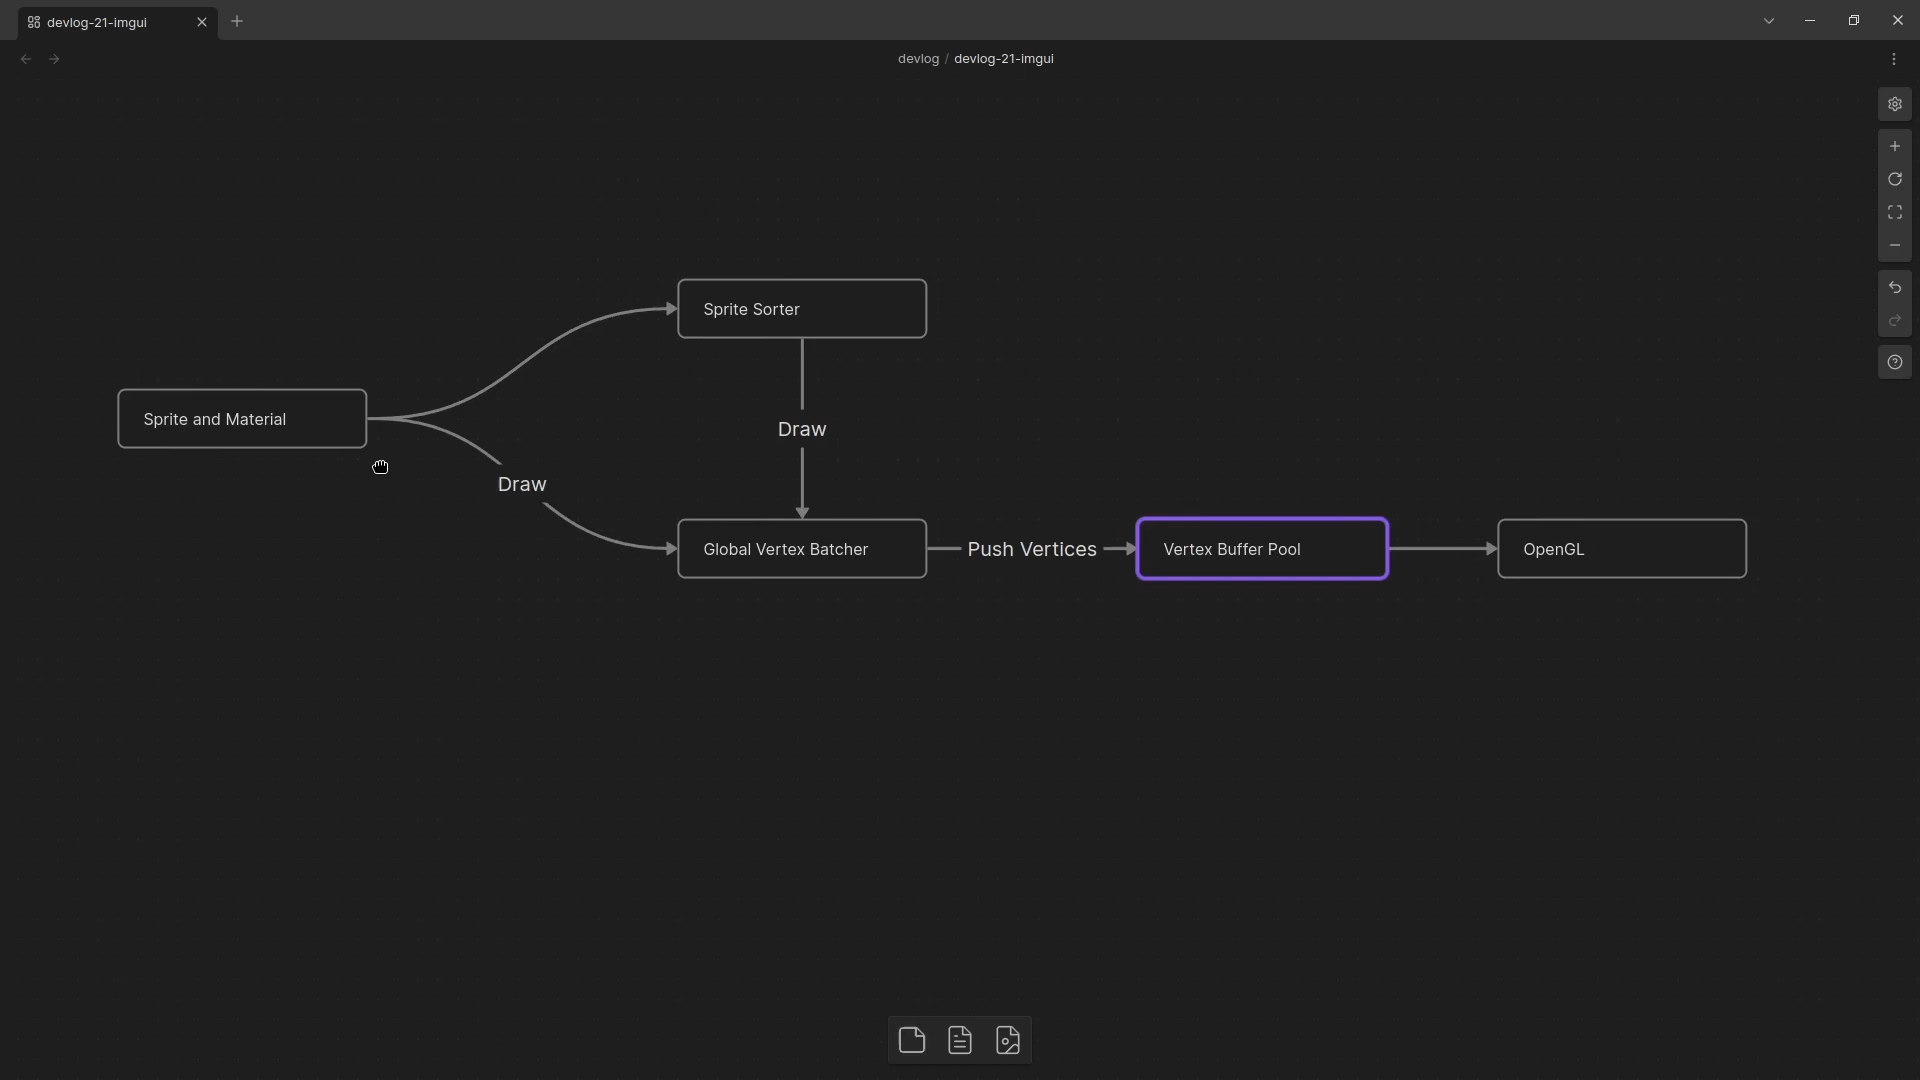 devlog-21-imgui
devlog / devlog-21-imgui
Sprite Sorter
Sprite and Material
Draw
Draw
Global Vertex Batcher
Push Vertices
Vertex Buffer Pool
OpenGL